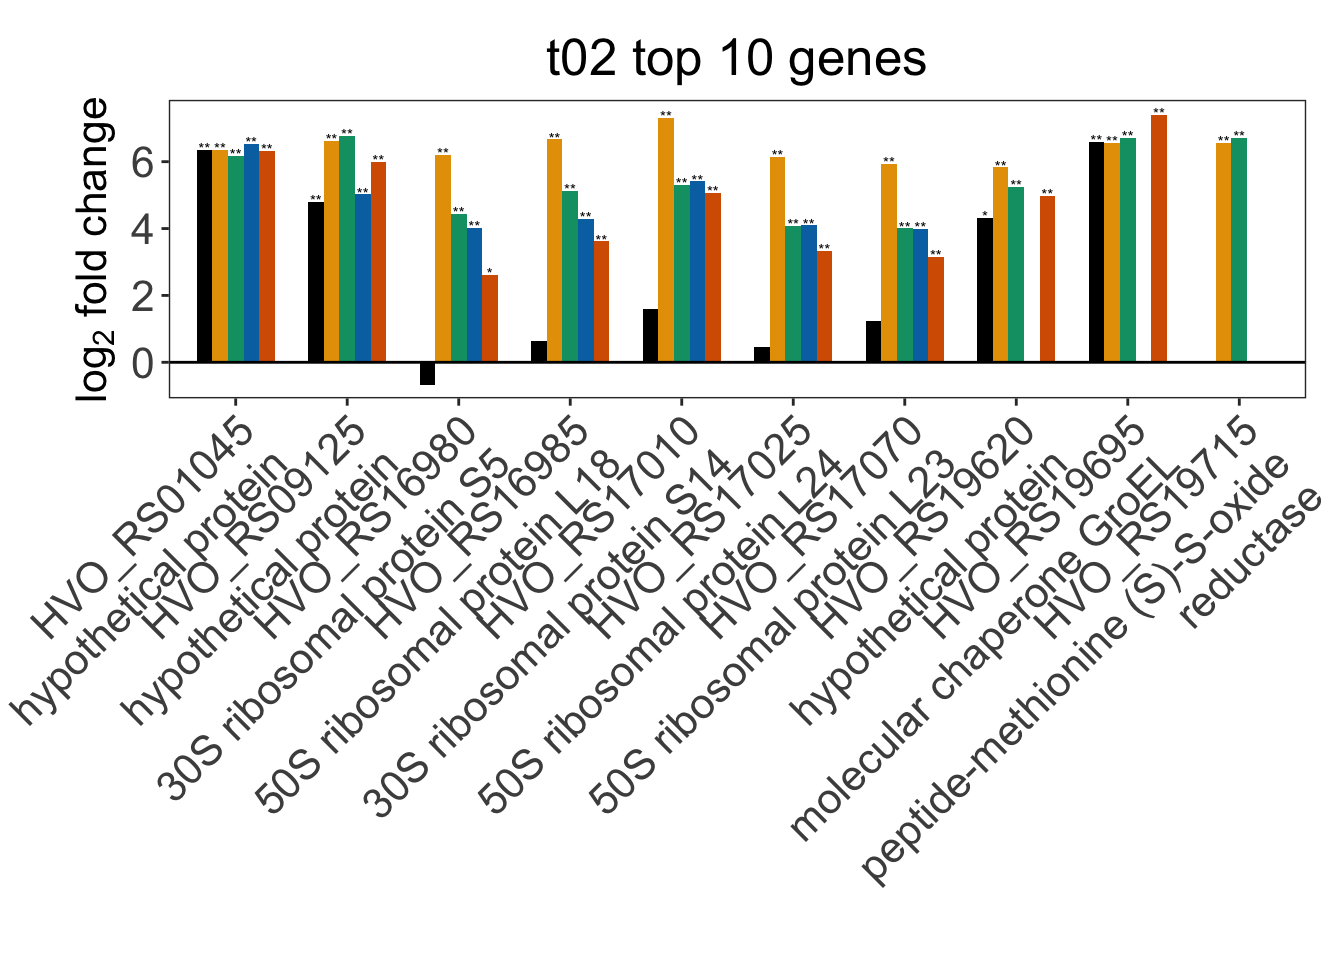 t02 top 10 genes
log2 fold change
6
4
2
0
** ** ** ** **
** ** ** ** **
** ** ** *
** ** ** **
** ** ** **
** ** ** **
** ** ** **
* ** ** **
** ** ** **
** **
HVO_RS01045
hypothetical protein
HVO_RS09125
hypothetical protein
HVO_RS16980
30S ribosomal protein S5
HVO_RS16985
50S ribosomal protein L18
HVO_RS17010
30S ribosomal protein S14
HVO_RS17025
50S ribosomal protein L24
HVO_RS17070
50S ribosomal protein L23
HVO_RS19620
hypothetical protein
HVO_RS19695
molecular chaperone GroEL
HVO_RS19715
peptide-methionine (S)-S-oxide
reductase